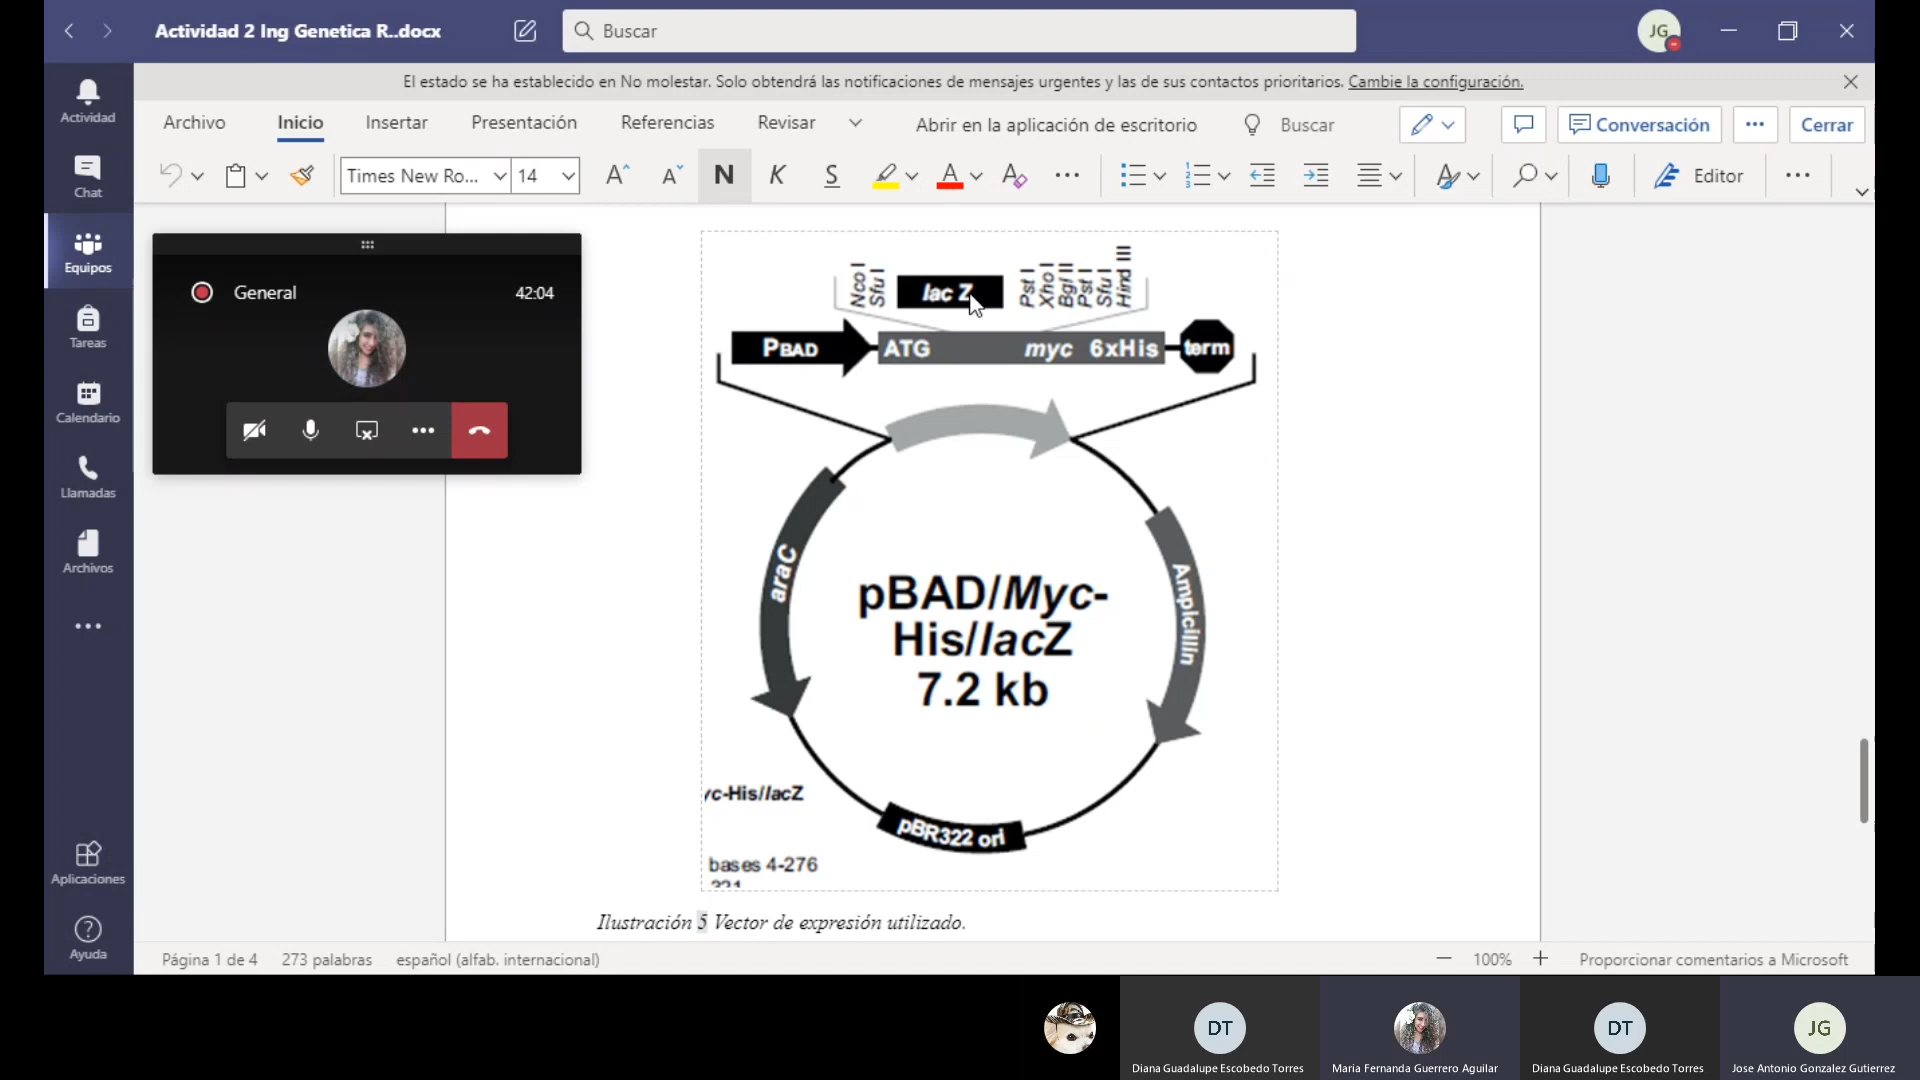 Actividad 2 Ing Genetica R..docx
Buscar
JG
El estado se ha establecido en No molestar. Solo obtendrá las notificaciones de mensajes urgentes y las de sus contactos prioritarios. Cambie la configuración.
Archivo Inicio Insertar Presentación Referencias Revisar Abrir en la aplicación de escritorio Buscar Conversación Cerrar
Times New Ro... 14 N K S A Editor
Actividad
Chat
Equipos
Tareas
Calendario
Llamadas
Archivos
Aplicaciones
Ayuda
General 42:04
Nco I
Sfu I
lac Z
Pst I
Xho I
Bgl II
Pst I
Sfu I
Hind III
PBAD ATG myc 6xHis term
araC
Ampicillin
pBAD/Myc-
His/lacZ
7.2 kb
yc-His/lacZ
pBR322 ori
bases 4-276
Ilustración 5 Vector de expresión utilizado.
Página 1 de 4 273 palabras español (alfab. internacional) 100% Proporcionar comentarios a Microsoft
DT DT JG
Diana Guadalupe Escobedo Torres Maria Fernanda Guerrero Aguilar Diana Guadalupe Escobedo Torres Jose Antonio Gonzalez Gutierrez